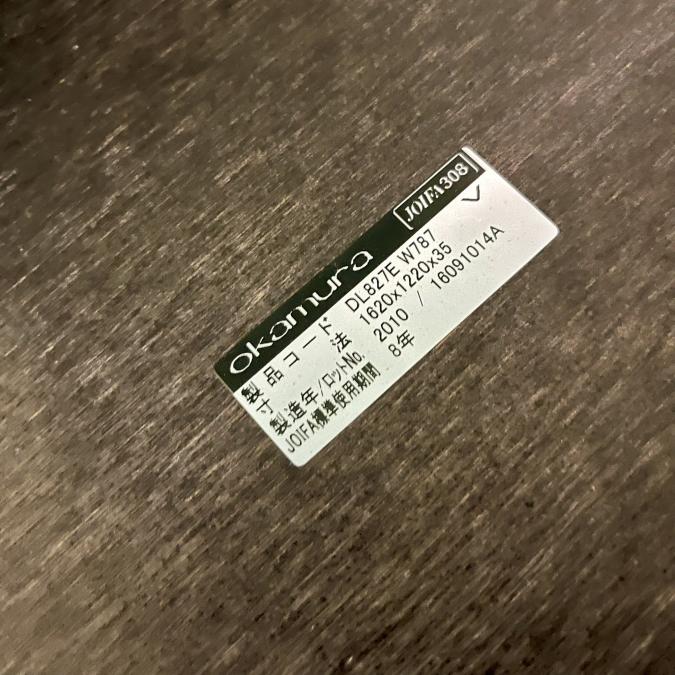 okamura JOIFA308
製品コード DL827E W787
寸法 1620x1220x35
製造年/ロットNo. 2010 / 16091014A
JOIFA標準使用期間 8年